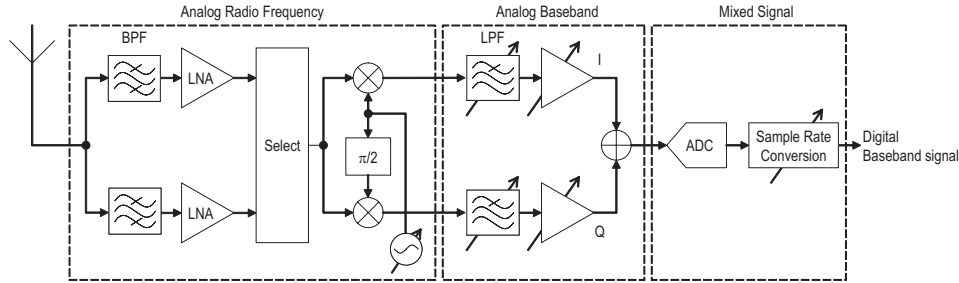 Analog Radio Frequency
Analog Baseband
Mixed Signal
BPF
LNA
Select
π/2
LPF
I
ADC
Sample Rate
Conversion
Digital
Baseband signal
LNA
Q